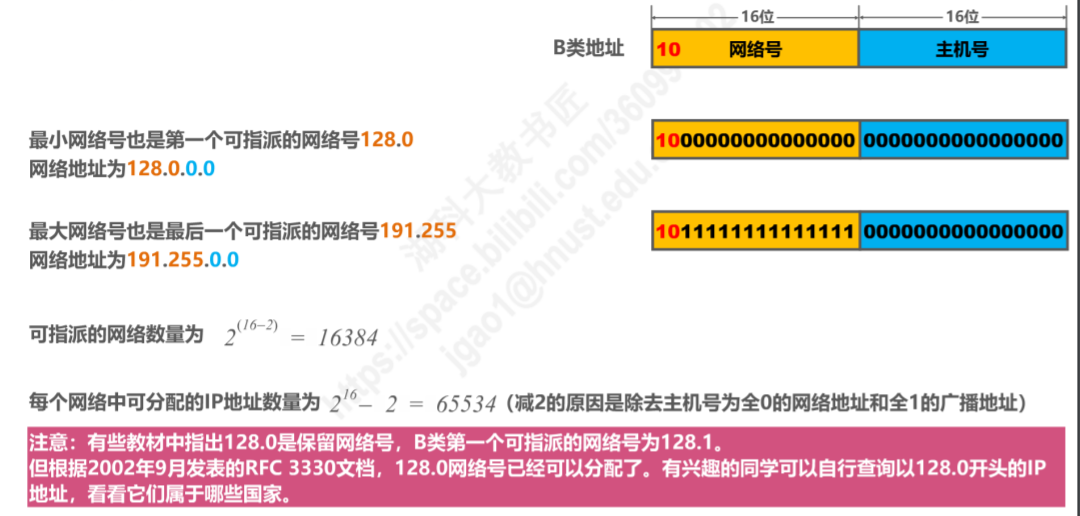 16位 16位
B类地址 10 网络号 主机号
最小网络号也是第一个可指派的网络号128.0
网络地址为128.0.0.0
1000000000000000 0000000000000000
最大网络号也是最后一个可指派的网络号191.255
网络地址为191.255.0.0
1011111111111111 0000000000000000
可指派的网络数量为 2^(16-2) = 16384
每个网络中可分配的IP地址数量为 2^16 - 2 = 65534（减2的原因是除去主机号为全0的网络地址和全1的广播地址）
注意：有些教材中指出128.0是保留网络号，B类第一个可指派的网络号为128.1。
但根据2002年9月发表的RFC 3330文档，128.0网络号已经可以分配了。有兴趣的同学可以自行查询以128.0开头的IP
地址，看看它们属于哪些国家。
湖科大教书匠